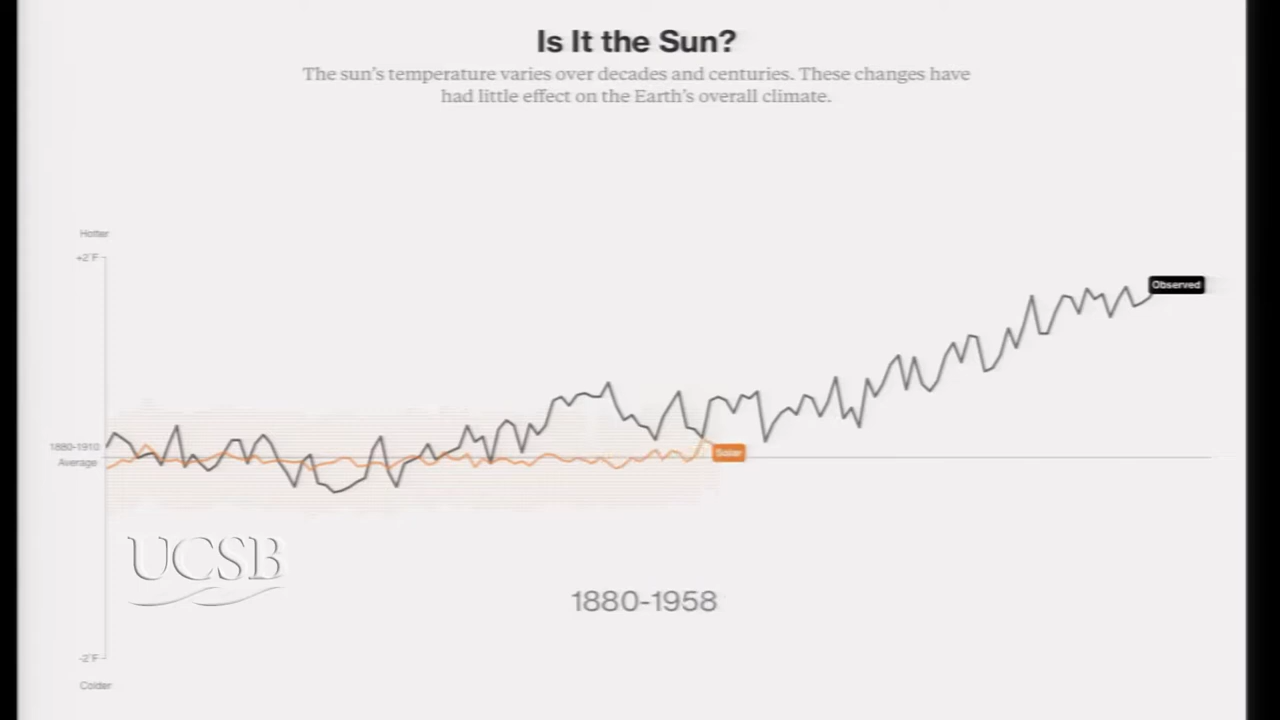 Is It the Sun?
The sun's temperature varies over decades and centuries. These changes have
had little effect on the Earth's overall climate.
Hotter
+2°F
Observed
1880-1910
Average
Solar
UCSB
1880-1958
-2°F
Colder